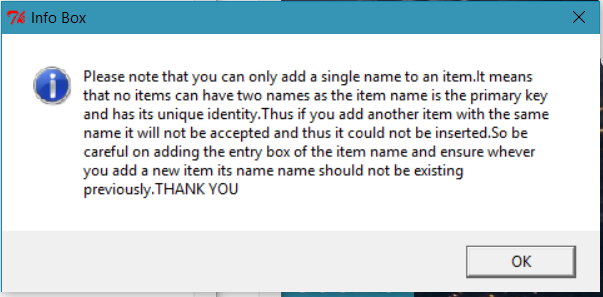 Info Box
Please note that you can only add a single name to an item.It means
that no items can have two names as the item name is the primary key
and has its unique identity.Thus if you add another item with the same
name it will not be accepted and thus it could not be inserted.So be
careful on adding the entry box of the item name and ensure whever
you add a new item its name name should not be existing
previously.THANK YOU
OK